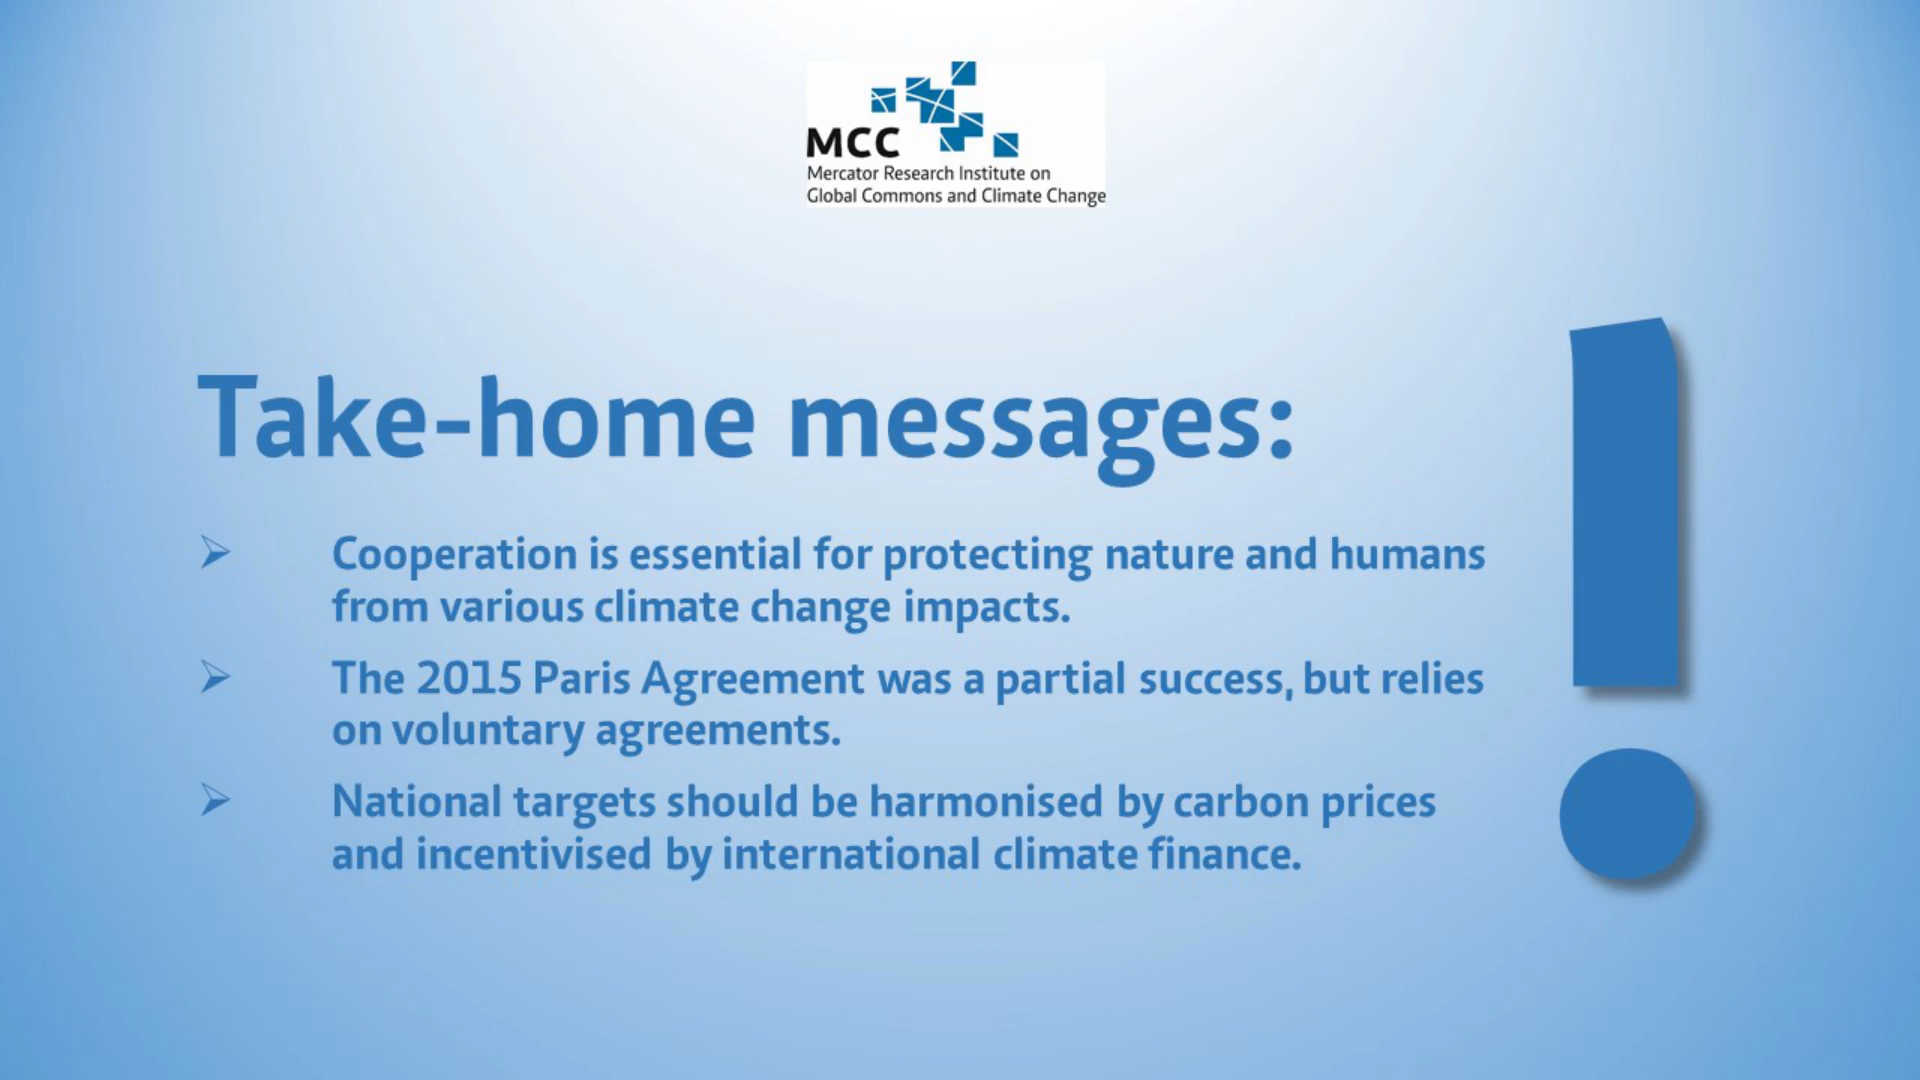 MCC
Mercator Research Institute on
Global Commons and Climate Change
Take-home messages:
Cooperation is essential for protecting nature and humans
from various climate change impacts.
The 2015 Paris Agreement was a partial success, but relies
on voluntary agreements.
National targets should be harmonised by carbon prices
and incentivised by international climate finance.
!